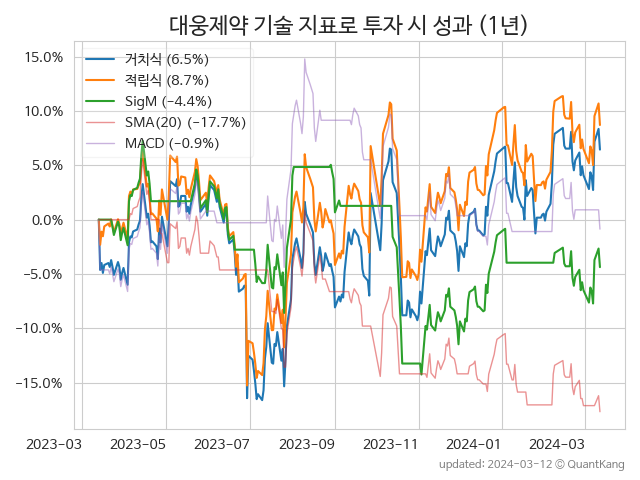 대웅제약 기술 지표로 투자 시 성과 (1년)
15.0%
10.0%
5.0%
0.0%
−5.0%
−10.0%
−15.0%
거치식 (6.5%)
적립식 (8.7%)
SigM (−4.4%)
SMA(20) (−17.7%)
MACD (−0.9%)
2023-03 2023-05 2023-07 2023-09 2023-11 2024-01 2024-03
updated: 2024-03-12 © QuantKang